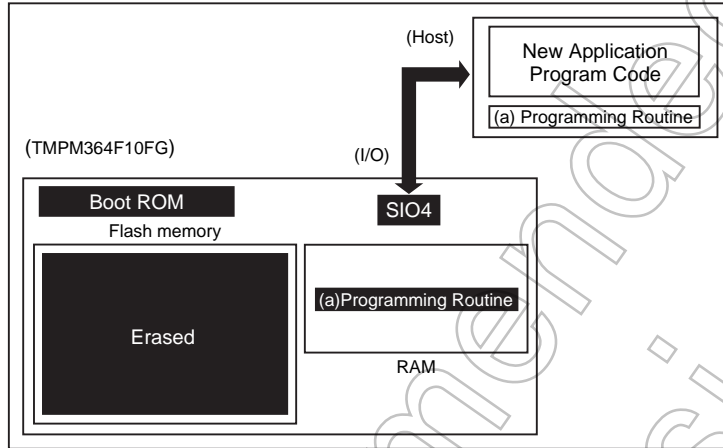 (Host)
New Application
Program Code
(a) Programming Routine
(TMPM364F10FG)
(I/O)
Boot ROM
SIO4
Flash memory
(a)Programming Routine
Erased
RAM